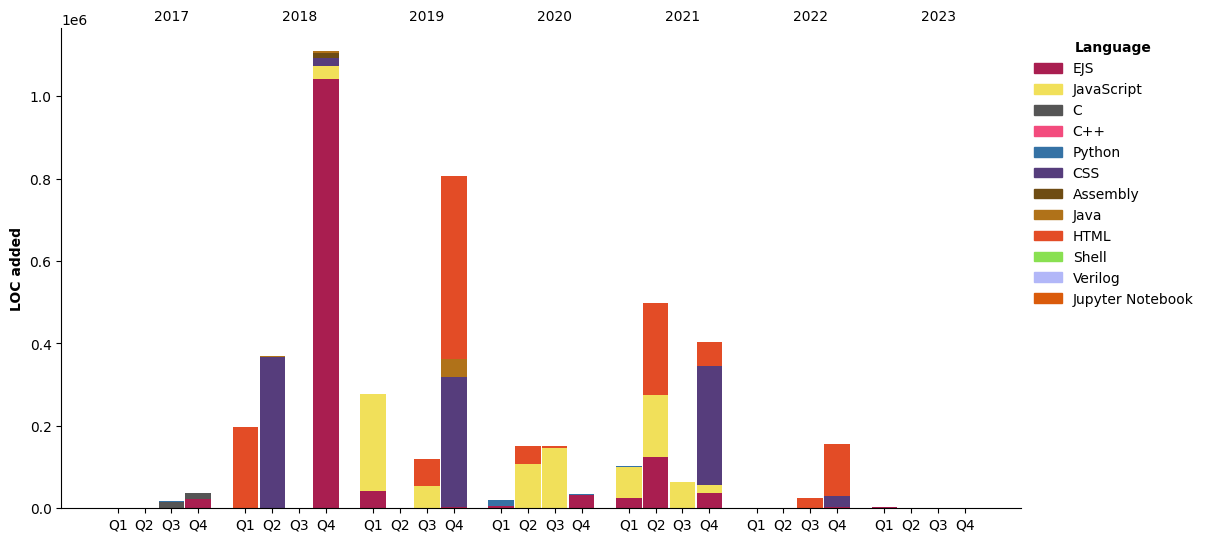 1e6
2017 2018 2019 2020 2021 2022 2023
LOC added
1.0
0.8
0.6
0.4
0.2
0.0
Q1 Q2 Q3 Q4 Q1 Q2 Q3 Q4 Q1 Q2 Q3 Q4 Q1 Q2 Q3 Q4 Q1 Q2 Q3 Q4 Q1 Q2 Q3 Q4 Q1 Q2 Q3 Q4
Language
EJS
JavaScript
C
C++
Python
CSS
Assembly
Java
HTML
Shell
Verilog
Jupyter Notebook